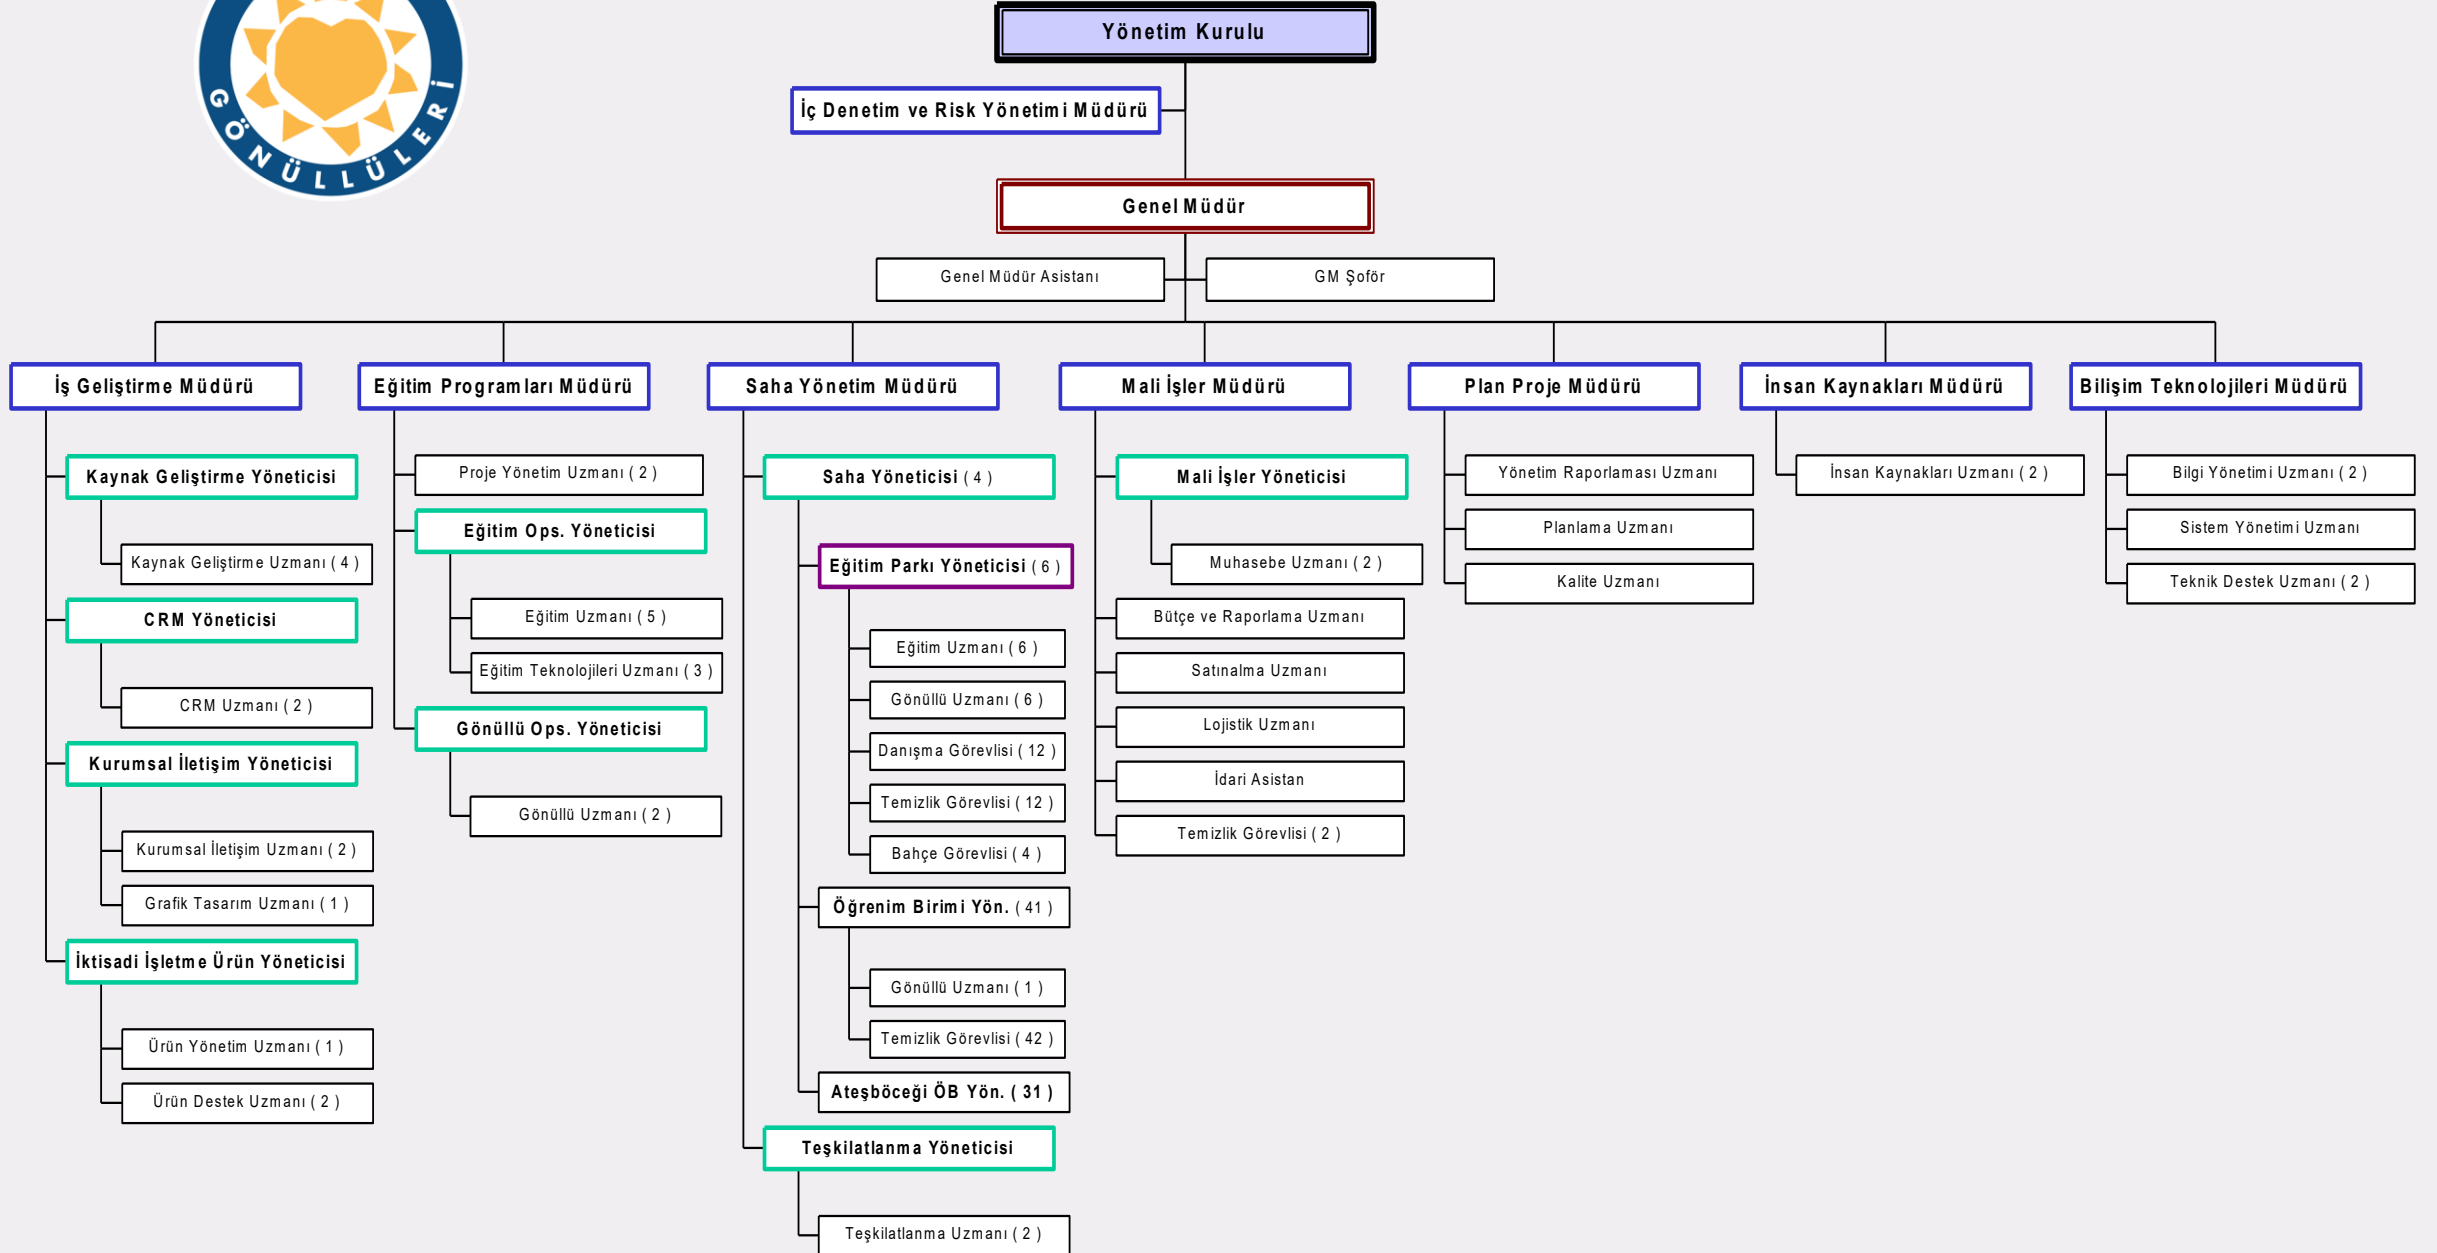 GÖNÜLLÜLERİ
Yönetim Kurulu
İç Denetim ve Risk Yönetimi Müdürü
Genel Müdür
Genel Müdür Asistanı
GM Şoför
İş Geliştirme Müdürü
Eğitim Programları Müdürü
Saha Yönetim Müdürü
Mali İşler Müdürü
Plan Proje Müdürü
İnsan Kaynakları Müdürü
Bilişim Teknolojileri Müdürü
Kaynak Geliştirme Yöneticisi
Kaynak Geliştirme Uzmanı ( 4 )
CRM Yöneticisi
CRM Uzmanı ( 2 )
Kurumsal İletişim Yöneticisi
Kurumsal İletişim Uzmanı ( 2 )
Grafik Tasarım Uzmanı ( 1 )
İktisadi İşletme Ürün Yöneticisi
Ürün Yönetim Uzmanı ( 1 )
Ürün Destek Uzmanı ( 2 )
Proje Yönetim Uzmanı ( 2 )
Eğitim Ops. Yöneticisi
Eğitim Uzmanı ( 5 )
Eğitim Teknolojileri Uzmanı ( 3 )
Gönüllü Ops. Yöneticisi
Gönüllü Uzmanı ( 2 )
Saha Yöneticisi ( 4 )
Eğitim Parkı Yöneticisi ( 6 )
Eğitim Uzmanı ( 6 )
Gönüllü Uzmanı ( 6 )
Danışma Görevlisi ( 12 )
Temizlik Görevlisi ( 12 )
Bahçe Görevlisi ( 4 )
Öğrenim Birimi Yön. ( 41 )
Gönüllü Uzmanı ( 1 )
Temizlik Görevlisi ( 42 )
Ateşböceği ÖB Yön. ( 31 )
Teşkilatlanma Yöneticisi
Teşkilatlanma Uzmanı ( 2 )
Mali İşler Yöneticisi
Muhasebe Uzmanı ( 2 )
Bütçe ve Raporlama Uzmanı
Satınalma Uzmanı
Lojistik Uzmanı
İdari Asistan
Temizlik Görevlisi ( 2 )
Yönetim Raporlaması Uzmanı
Planlama Uzmanı
Kalite Uzmanı
İnsan Kaynakları Uzmanı ( 2 )
Bilgi Yönetimi Uzmanı ( 2 )
Sistem Yönetimi Uzmanı
Teknik Destek Uzmanı ( 2 )